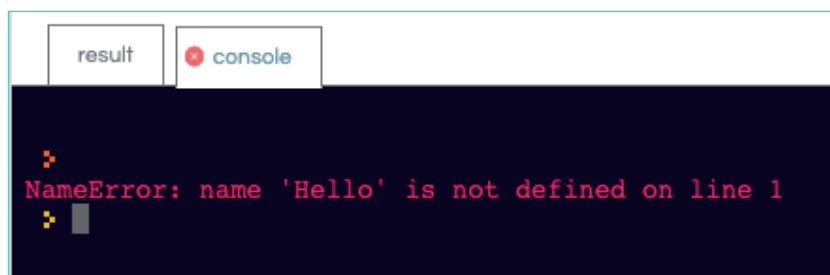 result console
>
NameError: name 'Hello' is not defined on line 1
>